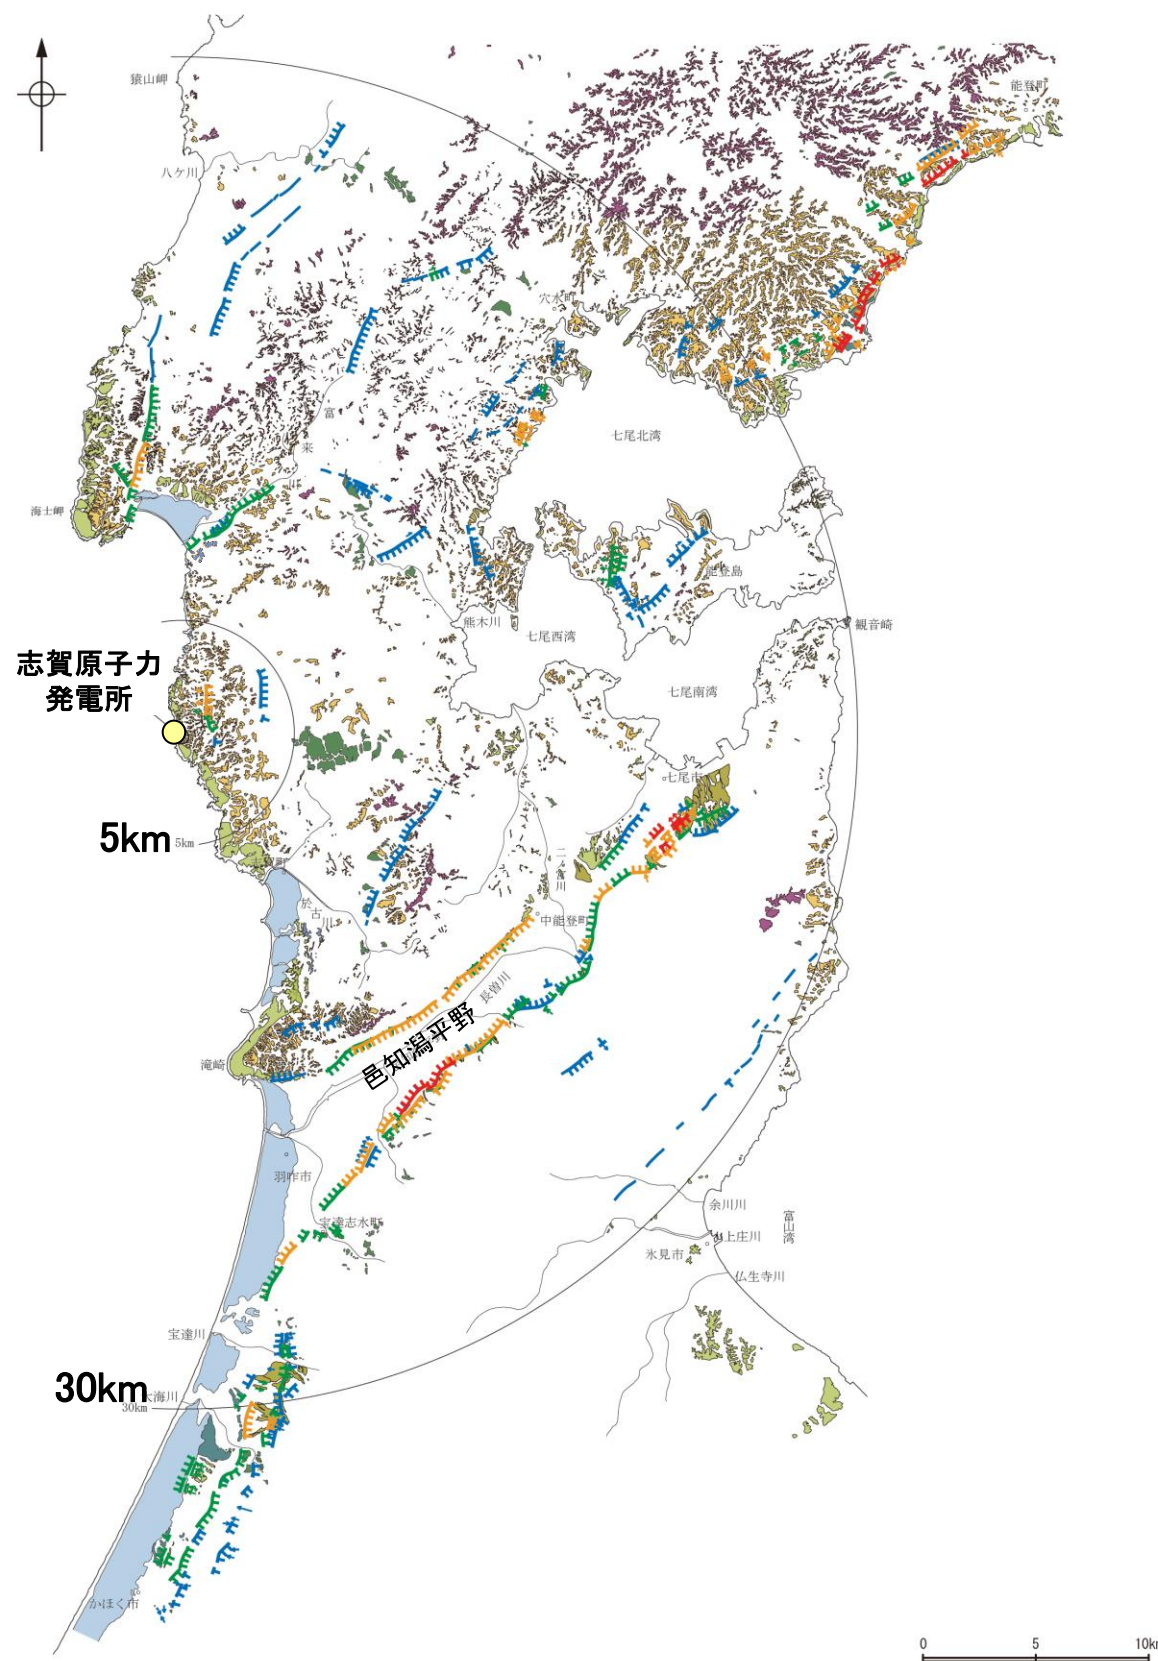 猿山岬
能登町
八ケ川
穴水町
富
来
七尾北湾
海士岬
能登島
熊木川
七尾西湾
観音崎
志賀原子力
発電所
七尾南湾
七尾市
5km
5km
二ノ宮川
於古川
中能登町
長曽川
邑知潟平野
滝崎
羽咋市
余川川
富山湾
宝達志水町
上庄川
氷見市
仏生寺川
宝達川
30km
大海川
30km
かほく市
0
5
10km